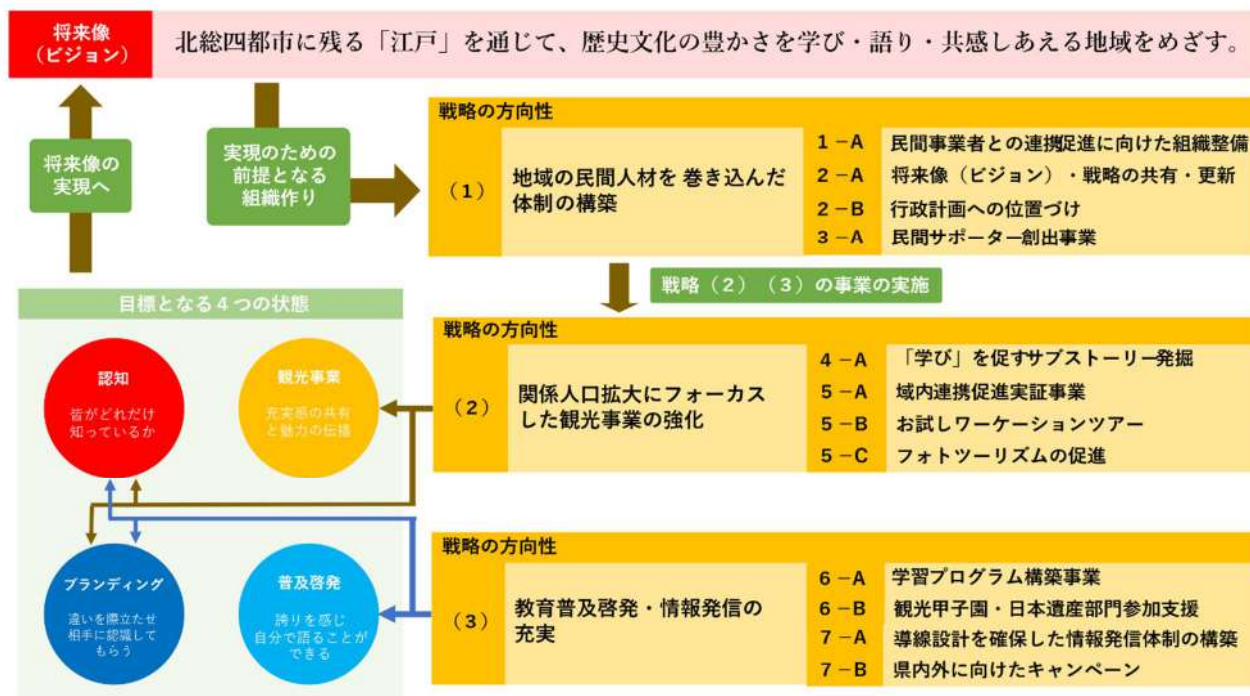 将来像
（ビジョン）
北総四都市に残る「江戸」を通じて、歴史文化の豊かさを学び・語り・共感しあえる地域をめざす。
将来像の
実現へ
実現のための
前提となる
組織作り
戦略の方向性
（１）
地域の民間人材を巻き込んだ
体制の構築
１－A 民間事業者との連携促進に向けた組織整備
２－A 将来像（ビジョン）・戦略の共有・更新
２－B 行政計画への位置づけ
３－A 民間サポーター創出事業
戦略（２）（３）の事業の実施
目標となる４つの状態
認知
皆がどれだけ
知っているか
観光事業
充実感の共有
と魅力の伝播
ブランディング
違いを際立たせ
相手に認識して
もらう
普及啓発
誇りを感じ
自分で語ることが
できる
戦略の方向性
（２）
関係人口拡大にフォーカス
した観光事業の強化
４－A 「学び」を促すサブストーリー発掘
５－A 域内連携促進実証事業
５－B お試しワーケーションツアー
５－C フォトツーリズムの促進
戦略の方向性
（３）
教育普及啓発・情報発信の
充実
６－A 学習プログラム構築事業
６－B 観光甲子園・日本遺産部門参加支援
７－A 導線設計を確保した情報発信体制の構築
７－B 県内外に向けたキャンペーン